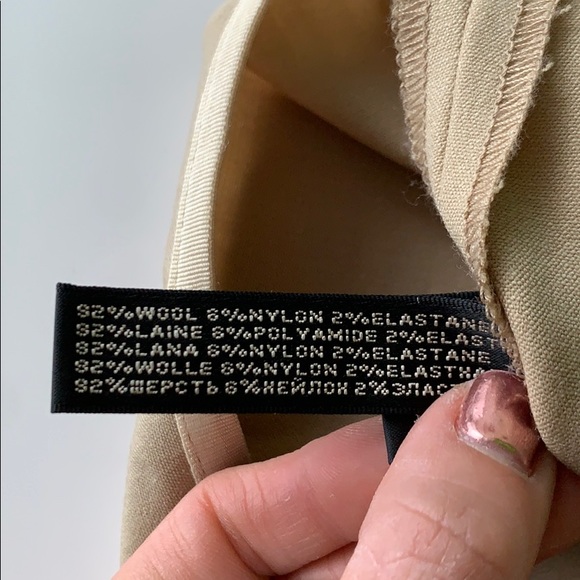 92%WOOL 6%NYLON 2%ELASTANE
92%LAINE 6%POLYAMIDE 2%ELAS
92%LANA 6%NYLON 2%ELASTANE
92%WOLLE 6%NYLON 2%ELASTHA
92%ШЕРСТЬ 6%НЕЙЛОН 2%ЭЛАС